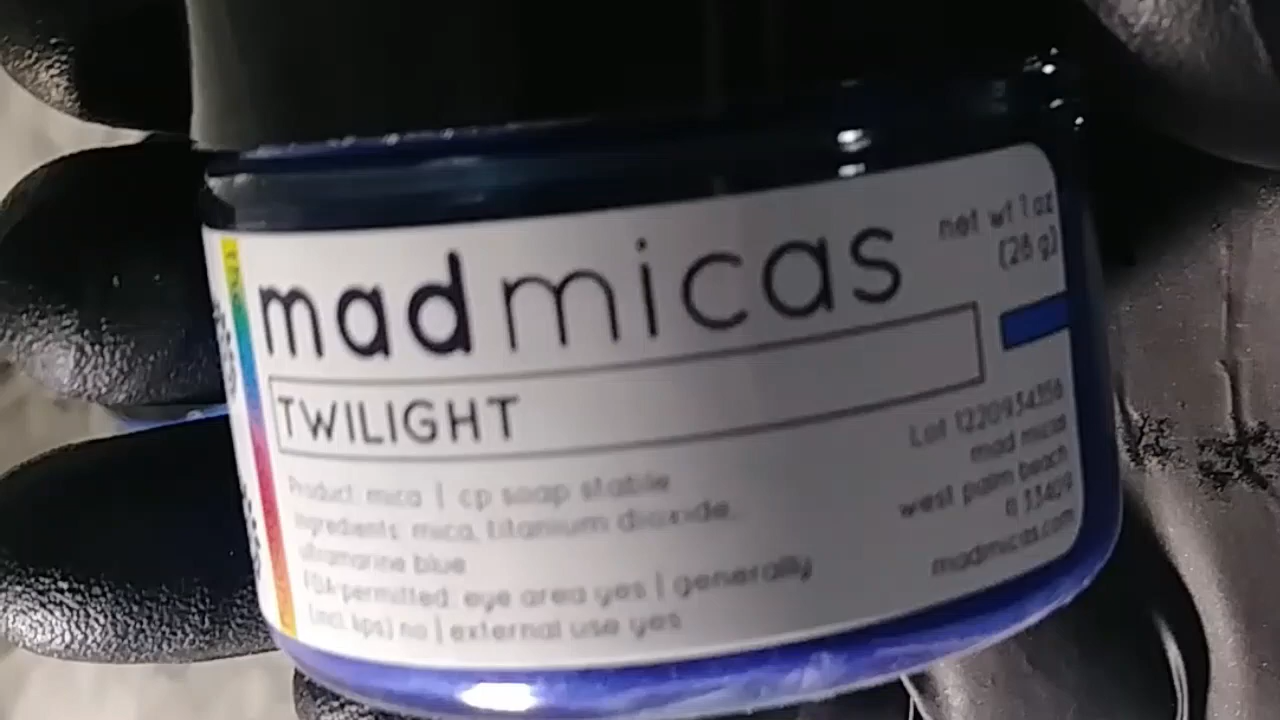 madmicas
net wt 1 oz
(28 g)
TWILIGHT
Product: mica | cp soap stable
Ingredients: mica, titanium dioxide,
ultramarine blue
FDA permitted: eye area yes | generally
(incl. lips) no | external use yes
Lot 1220934356
mad micas
west palm beach
fl 33409
madmicas.com